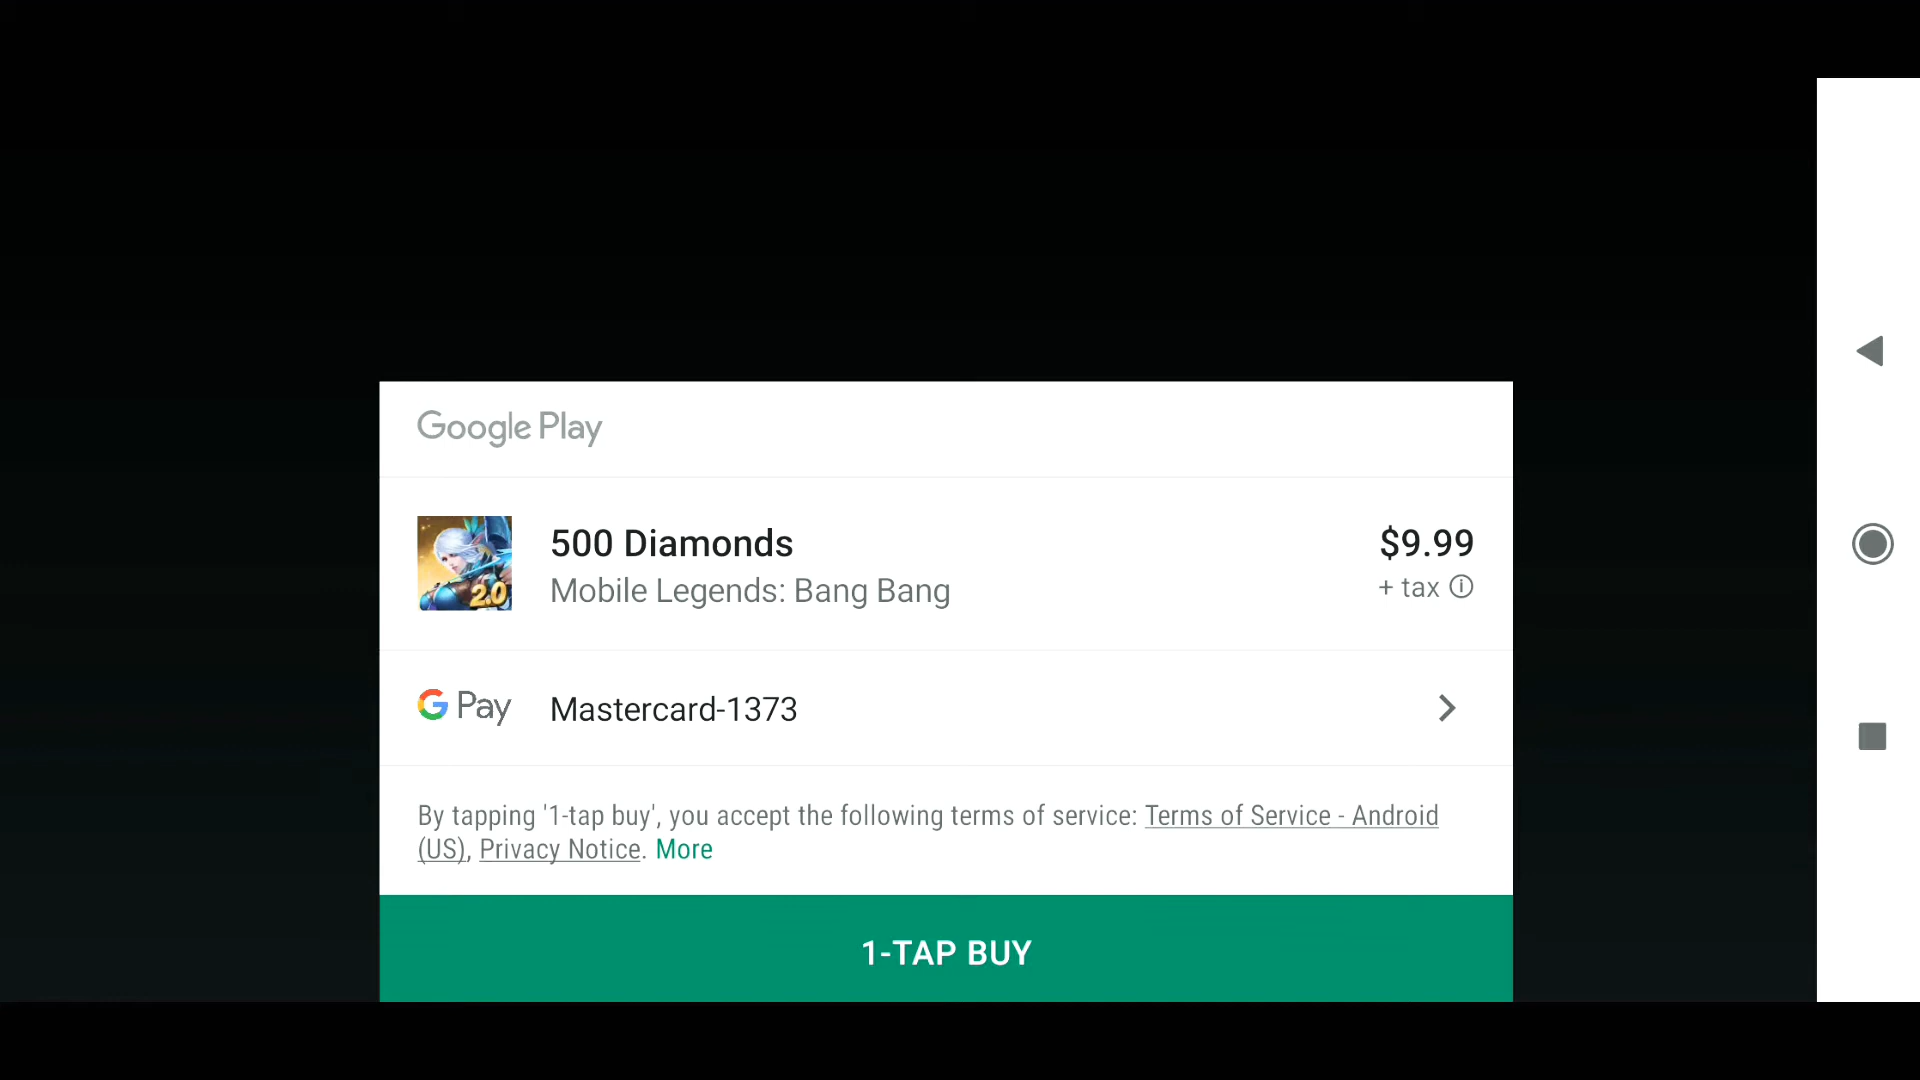 Google Play
2.0
500 Diamonds
$9.99
Mobile Legends: Bang Bang
+ tax
G Pay
Mastercard-1373
By tapping '1-tap buy', you accept the following terms of service: Terms of Service - Android
(US), Privacy Notice. More
1-TAP BUY